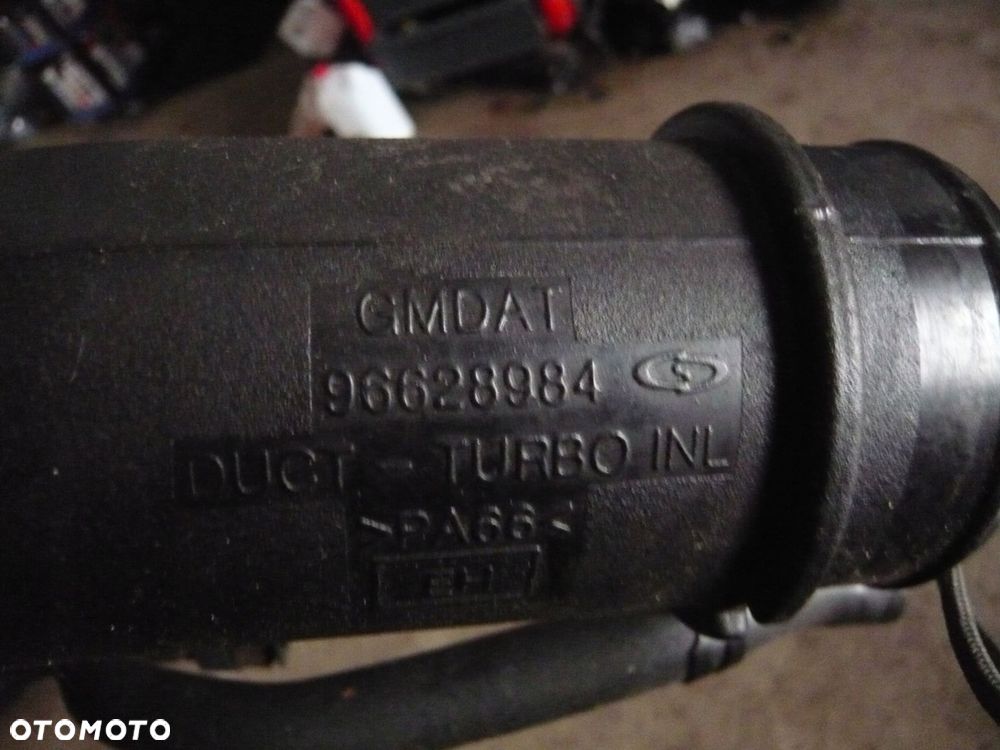 GMDAT
96628984
DUCT - TURBO INL
>PA66<
OTOMOTO